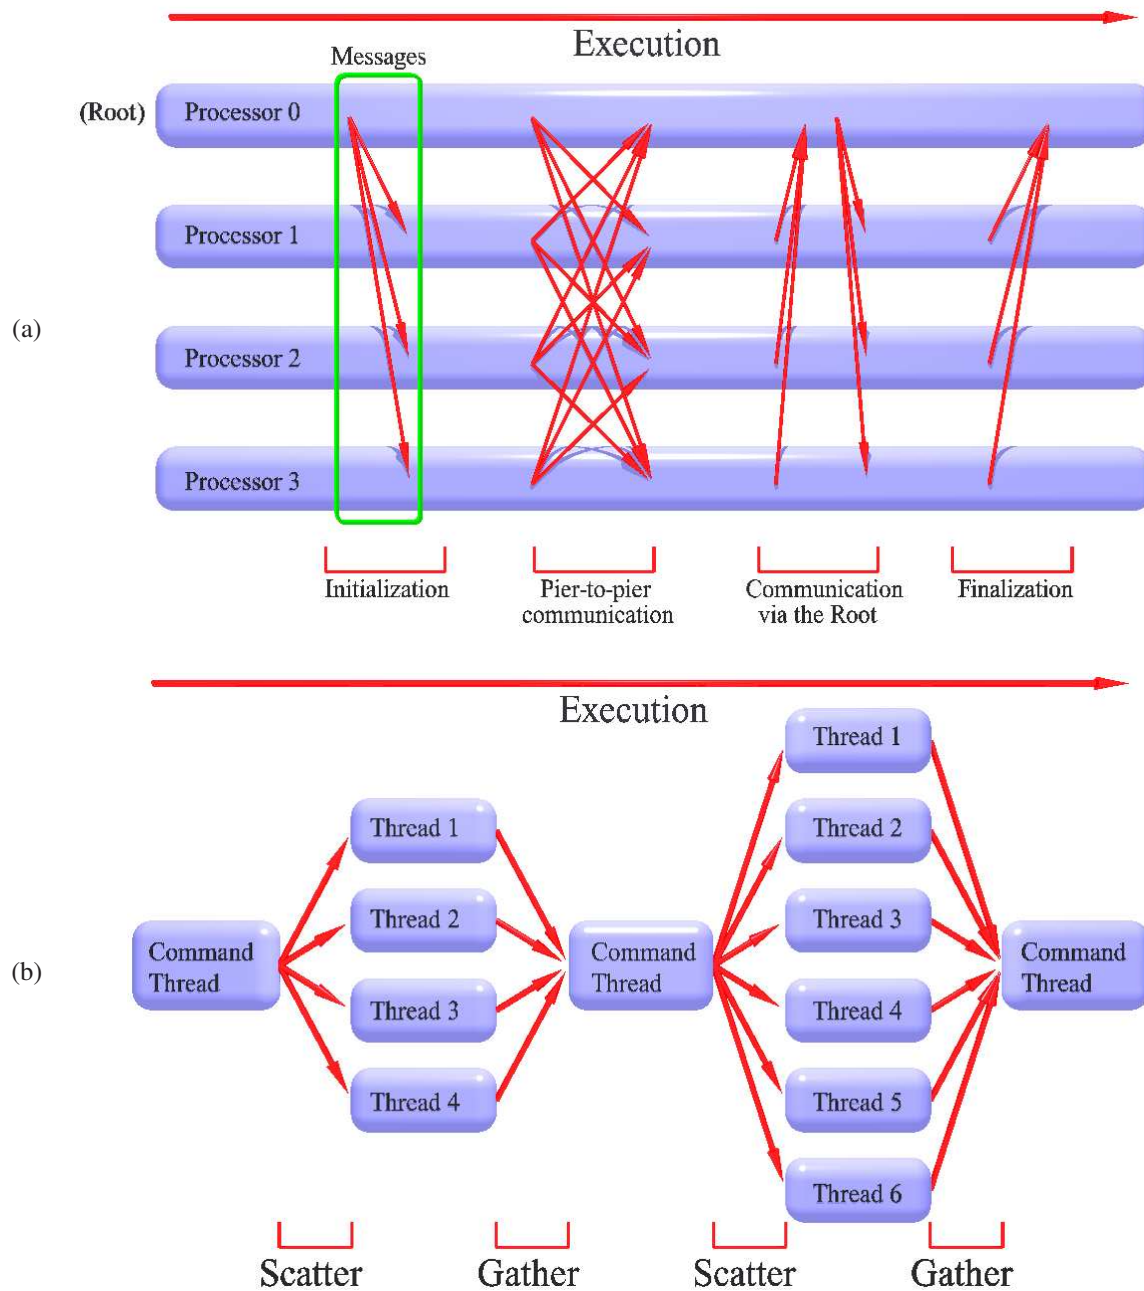 Execution
Messages
(Root)
Processor 0
Processor 1
(a)
Processor 2
Processor 3
Initialization
Pier-to-pier
communication
Communication
via the Root
Finalization
Execution
Thread 1
Thread 2
Thread 3
Thread 4
Command
Thread
(b)
Command
Thread
Thread 1
Thread 2
Thread 3
Thread 4
Thread 5
Thread 6
Command
Thread
Scatter
Gather
Scatter
Gather